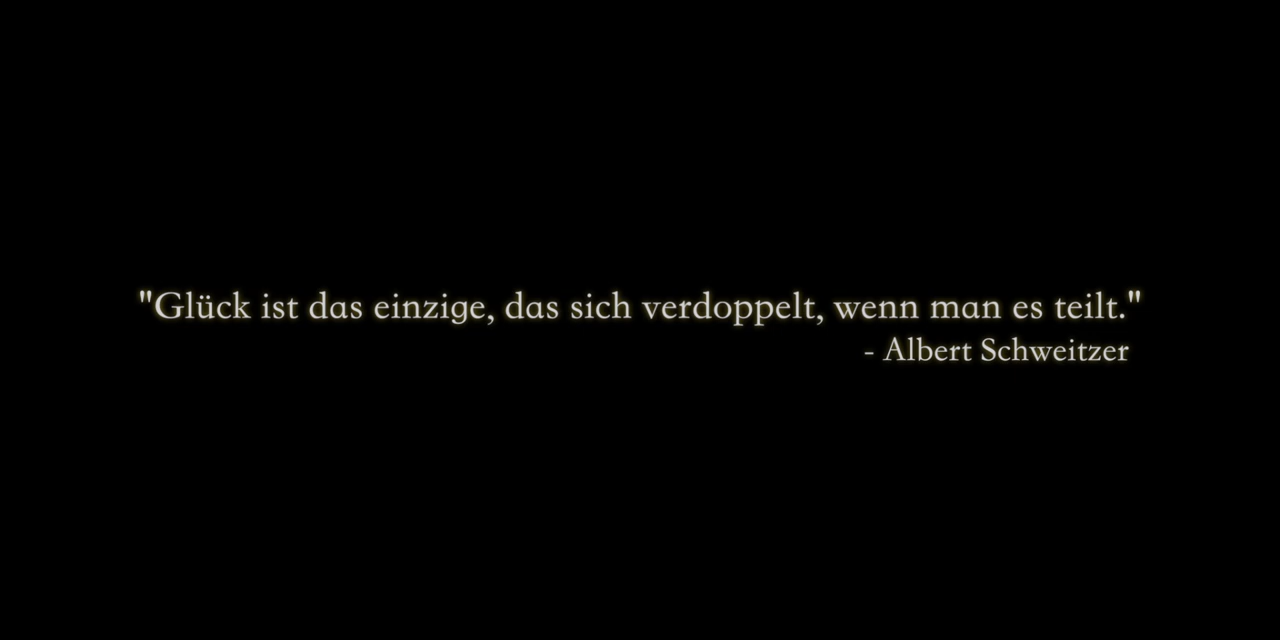 "Glück ist das einzige, das sich verdoppelt, wenn man es teilt."
- Albert Schweitzer